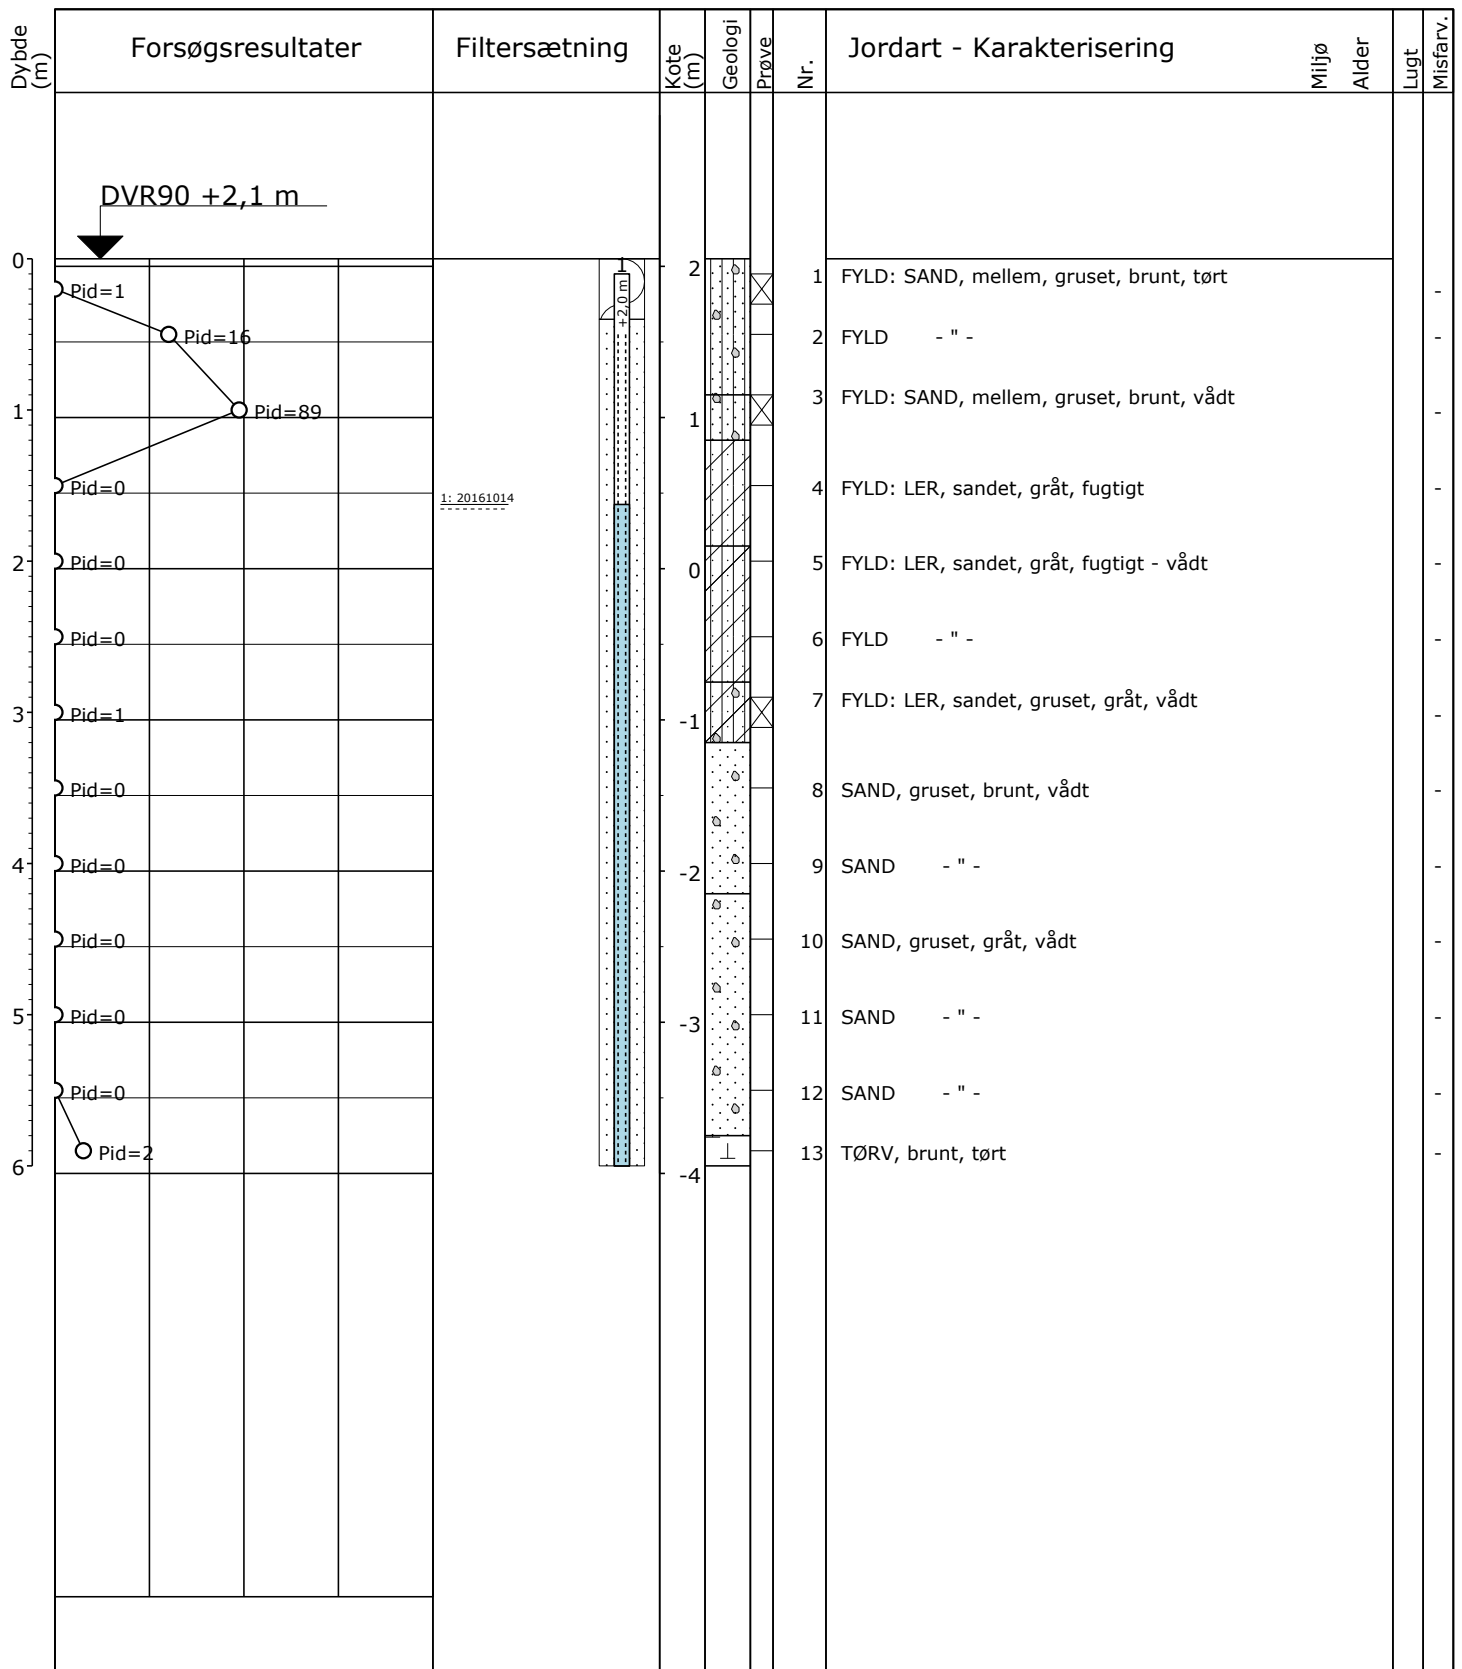 Dybde (m)
Forsøgsresultater
Filtersætning
Kote (m)
Geologi
Prøve
Nr.
Jordart - Karakterisering
Miljø
Alder
Lugt
Misfarv.
DVR90 +2,1 m
0
1
2
3
4
5
6
Pid=1
Pid=16
Pid=89
Pid=0
Pid=0
Pid=0
Pid=1
Pid=0
Pid=0
Pid=0
Pid=0
Pid=0
Pid=2
1: 20161014
1
+2,0 m
2
1
0
-1
-2
-3
-4
1 FYLD: SAND, mellem, gruset, brunt, tørt -
2 FYLD - " - -
3 FYLD: SAND, mellem, gruset, brunt, vådt -
4 FYLD: LER, sandet, gråt, fugtigt -
5 FYLD: LER, sandet, gråt, fugtigt - vådt -
6 FYLD - " - -
7 FYLD: LER, sandet, gruset, gråt, vådt -
8 SAND, gruset, brunt, vådt -
9 SAND - " - -
10 SAND, gruset, gråt, vådt -
11 SAND - " - -
12 SAND - " - -
13 TØRV, brunt, tørt -